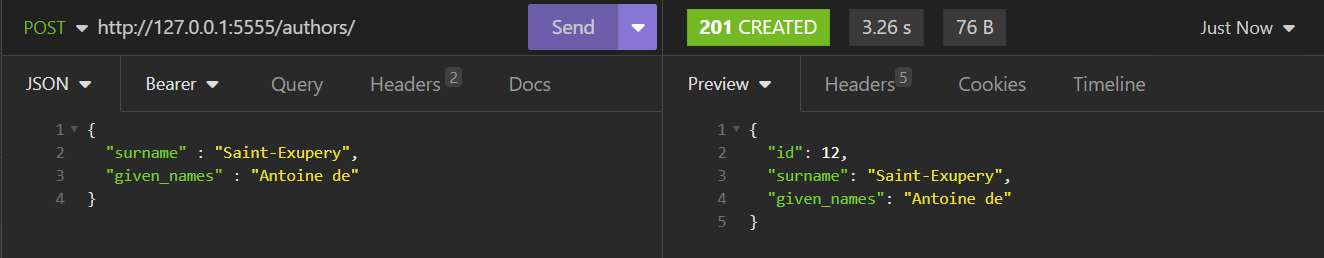 POST http://127.0.0.1:5555/authors/ Send
JSON Bearer Query Headers 2 Docs
1 {
2 "surname" : "Saint-Exupery",
3 "given_names" : "Antoine de"
4 }
201 CREATED 3.26 s 76 B Just Now
Preview Headers 5 Cookies Timeline
1 {
2 "id": 12,
3 "surname": "Saint-Exupery",
4 "given_names": "Antoine de"
5 }